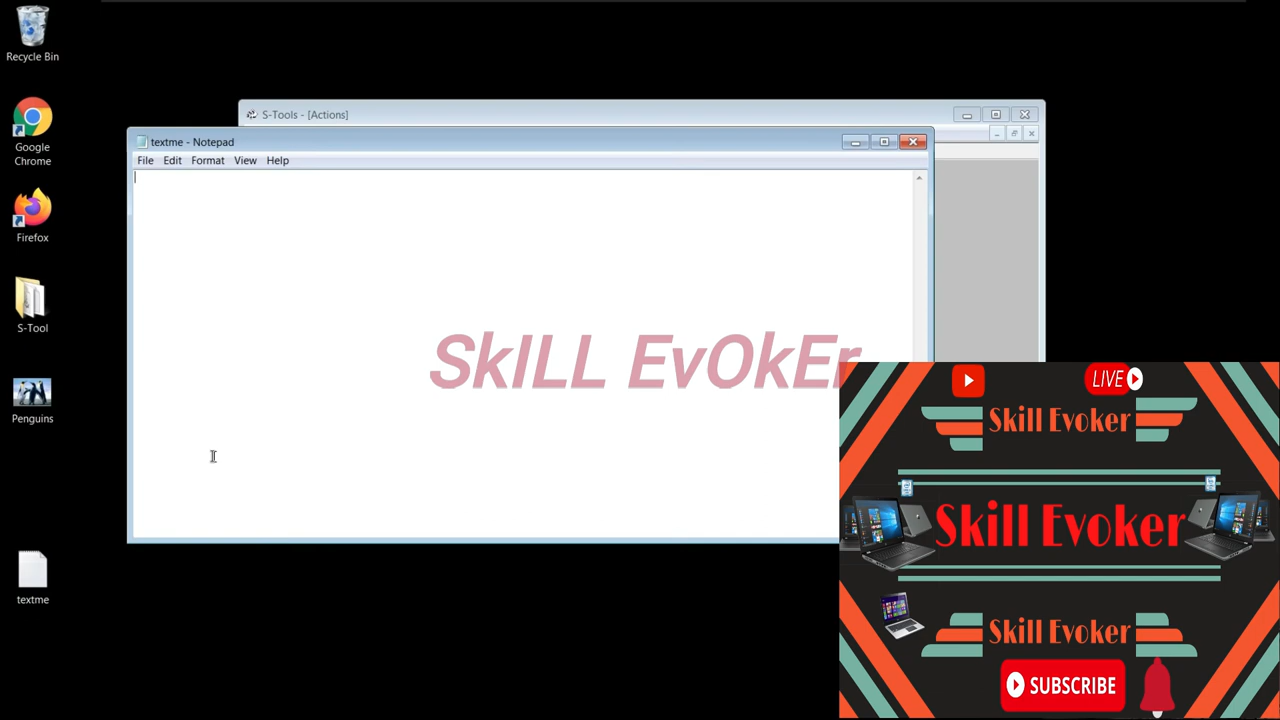 Recycle Bin
Google
Chrome
Firefox
S-Tool
Penguins
textme
S-Tools - [Actions]
textme - Notepad
File Edit Format View Help
SkILL EvOkEr
LIVE
Skill Evoker
Skill Evoker
Skill Evoker
SUBSCRIBE